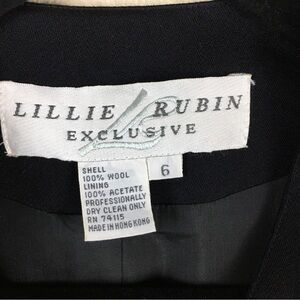 LILLIE RUBIN
EXCLUSIVE
6
SHELL
100% WOOL
LINING
100% ACETATE
PROFESSIONALLY
DRY CLEAN ONLY
RN 74115
MADE IN HONG KONG